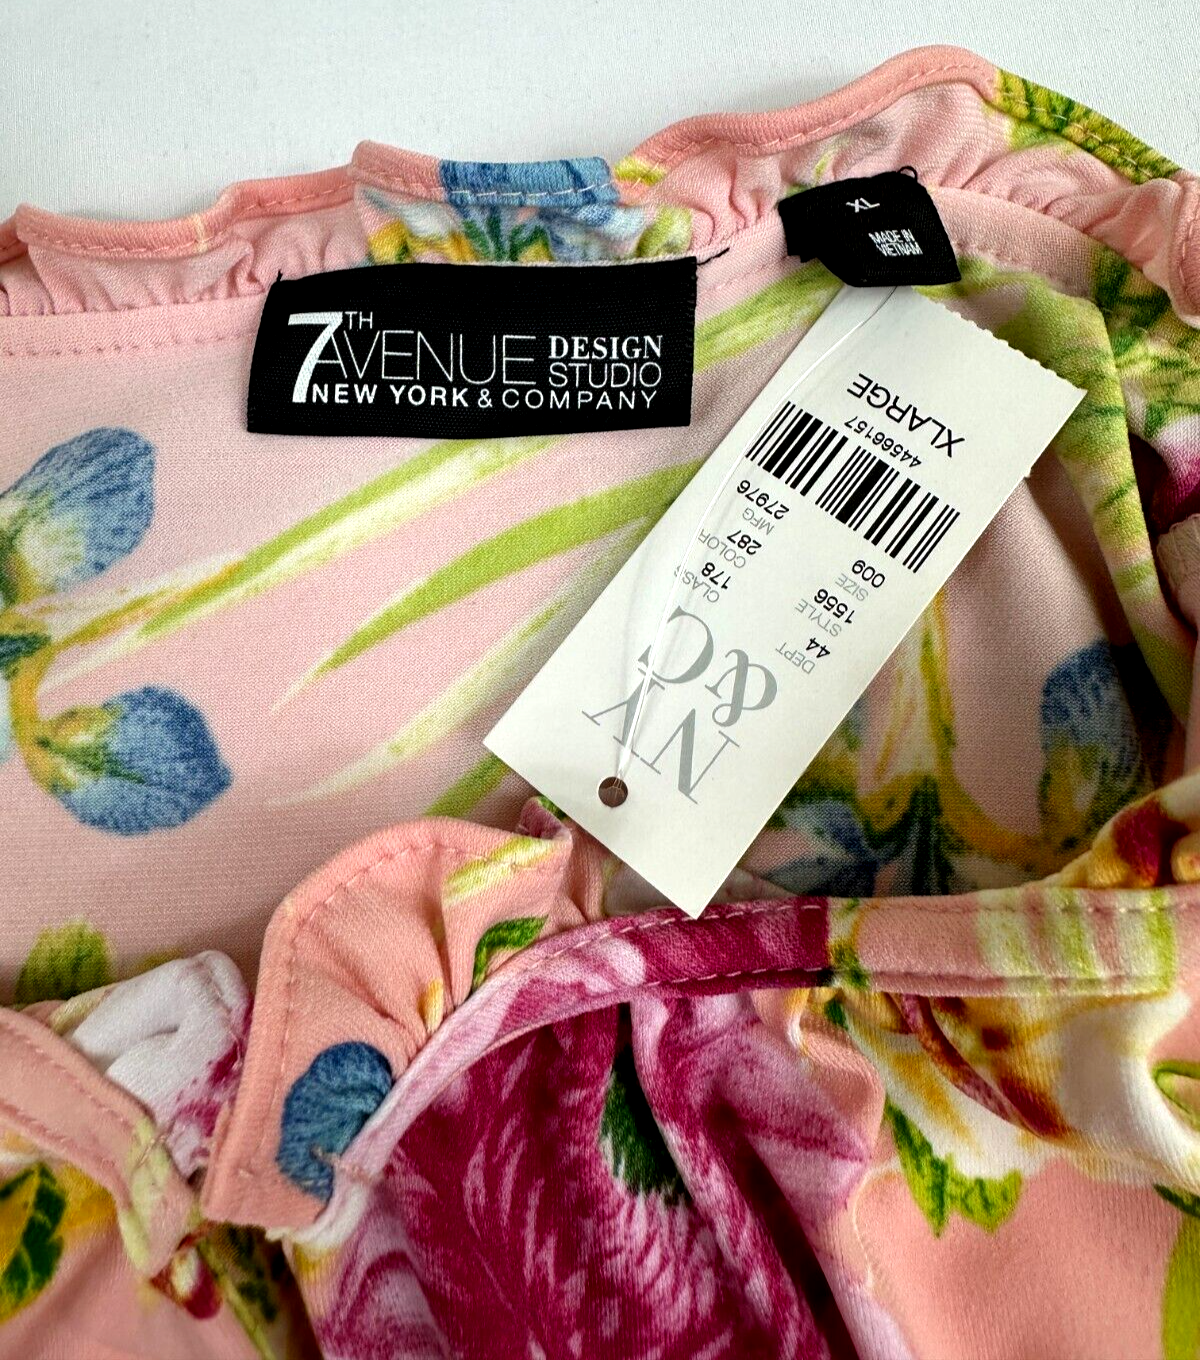 7TH AVENUE DESIGN STUDIO
NEW YORK & COMPANY
XL
MADE IN
VIETNAM
XLARGE
44566157
009
SIZE
27976
MFG
1556
STYLE
287
COLOR
44
DEPT
178
CLASS
NY
&C